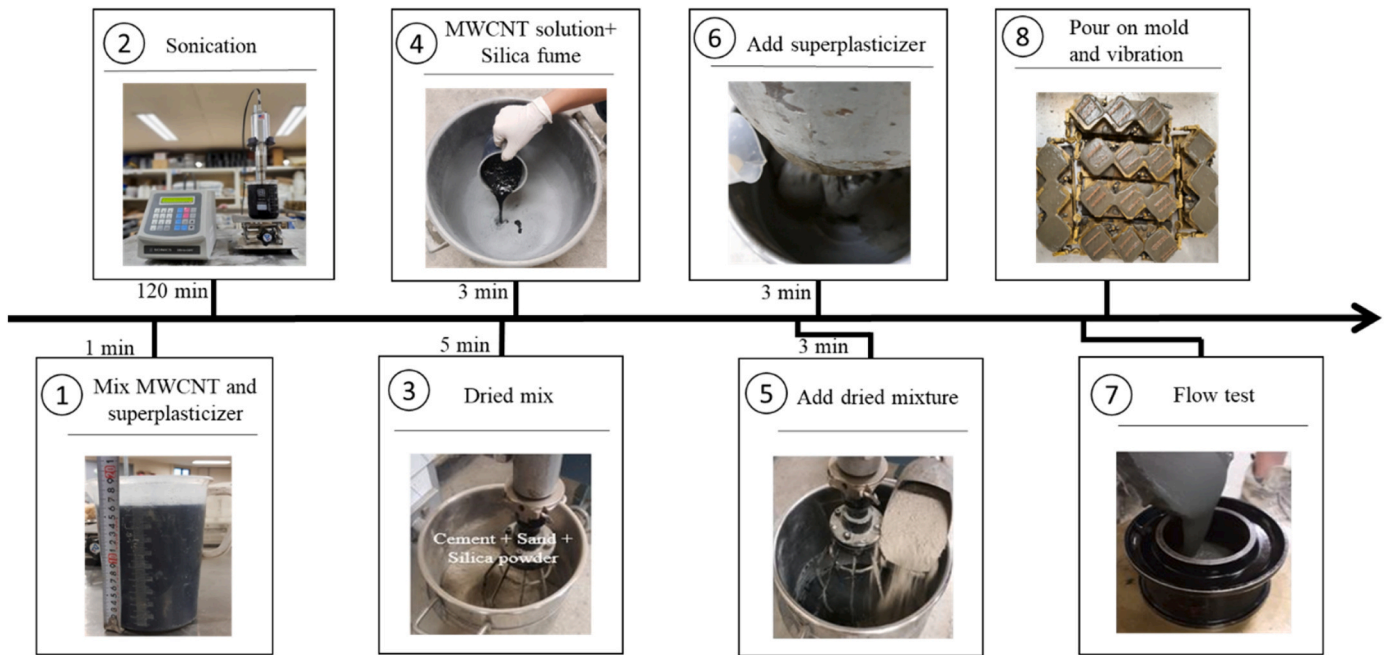 ② Sonication
120 min
④ MWCNT solution+
Silica fume
3 min
⑥ Add superplasticizer
3 min
⑧ Pour on mold
and vibration
1 min
① Mix MWCNT and
superplasticizer
5 min
③ Dried mix
Cement + Sand +
Silica powder
3 min
⑤ Add dried mixture
⑦ Flow test